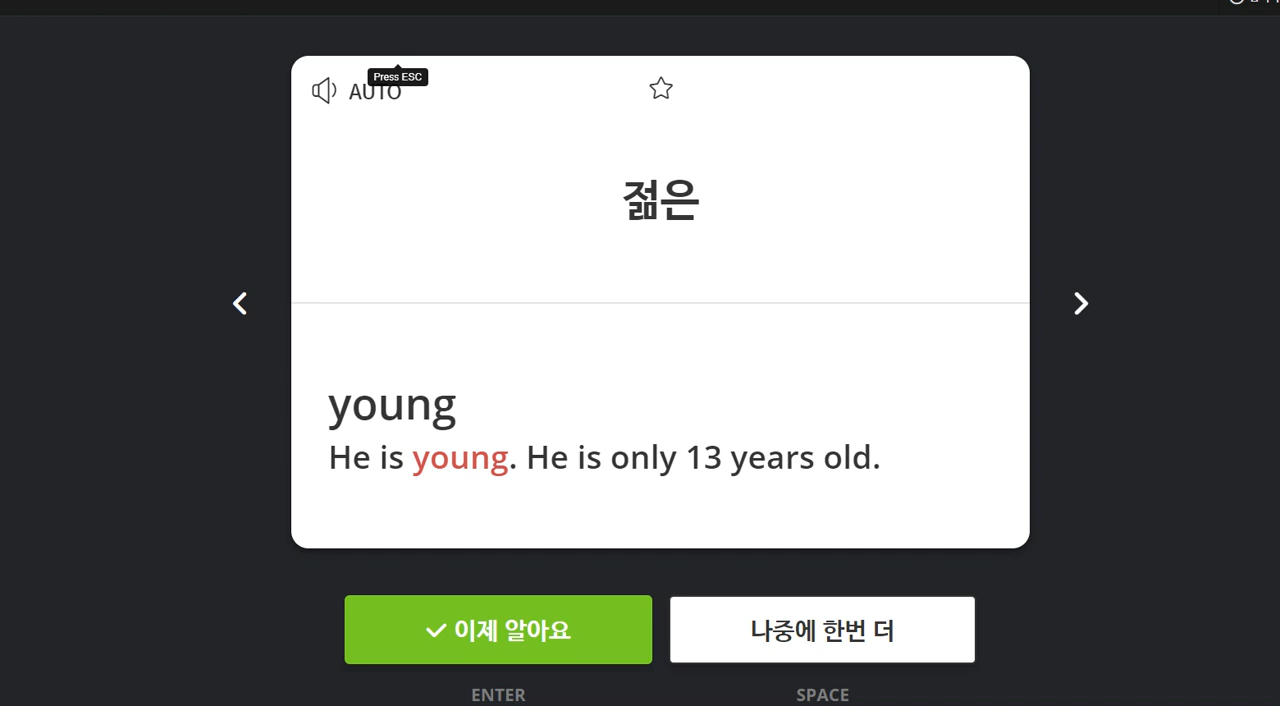 Press ESC
AUTO
젊은
young
He is young. He is only 13 years old.
이제 알아요
나중에 한번 더
ENTER
SPACE